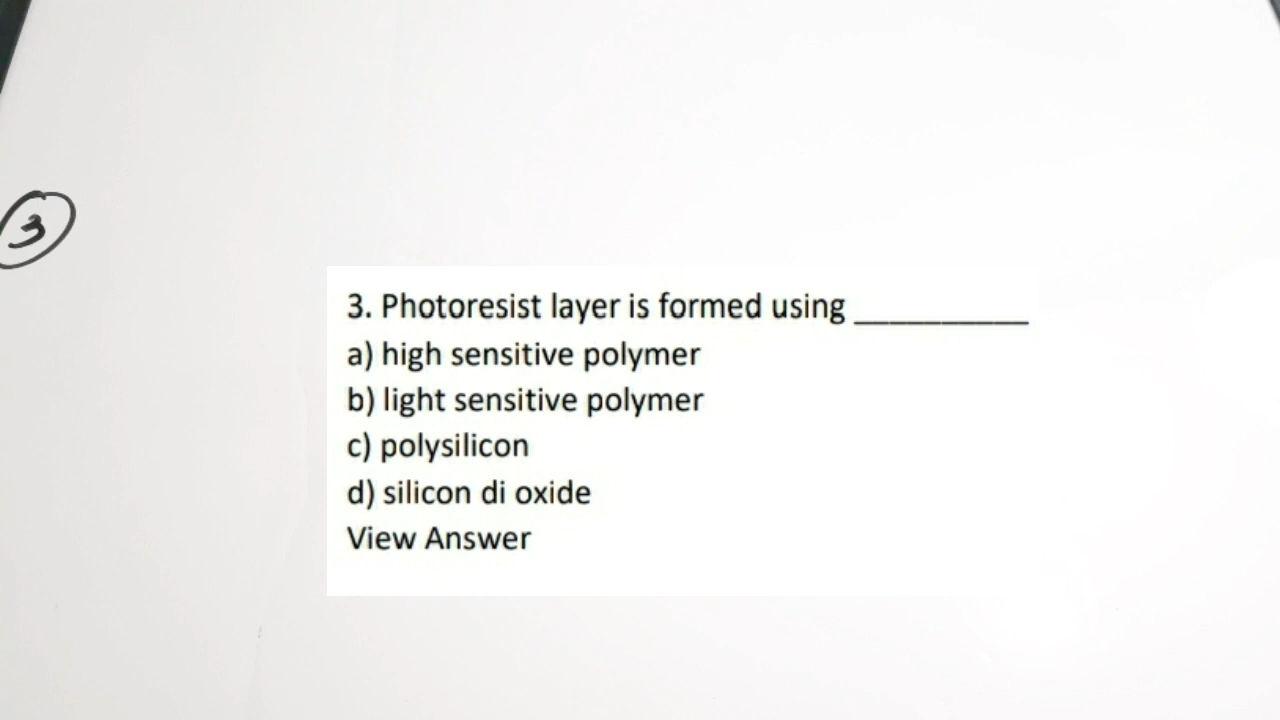 3
3. Photoresist layer is formed using __________
a) high sensitive polymer
b) light sensitive polymer
c) polysilicon
d) silicon di oxide
View Answer